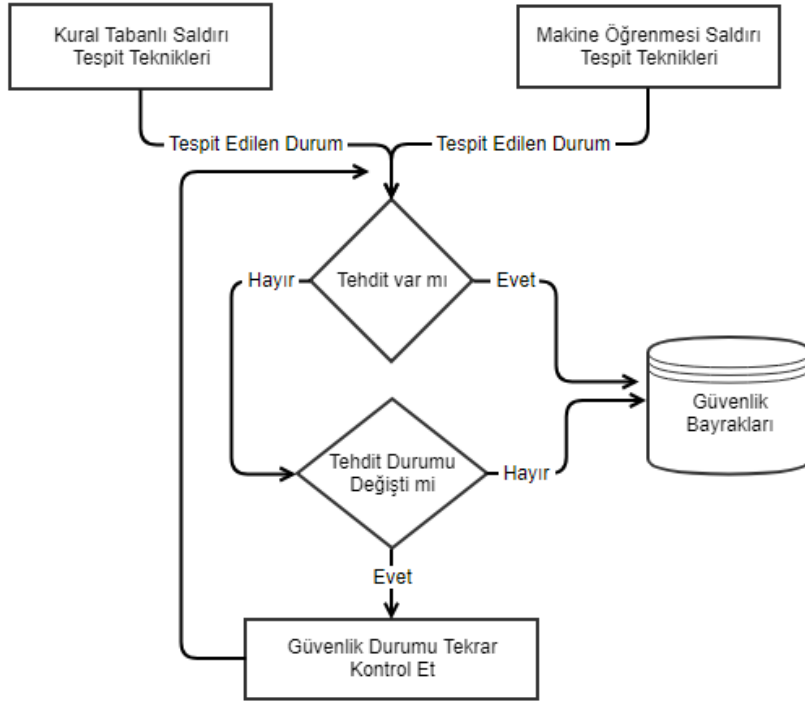 Kural Tabanlı Saldırı
Tespit Teknikleri
Makine Öğrenmesi Saldırı
Tespit Teknikleri
Tespit Edilen Durum
Tespit Edilen Durum
Hayır
Tehdit var mı
Evet
Güvenlik
Bayrakları
Tehdit Durumu
Değişti mi
Hayır
Evet
Güvenlik Durumu Tekrar
Kontrol Et